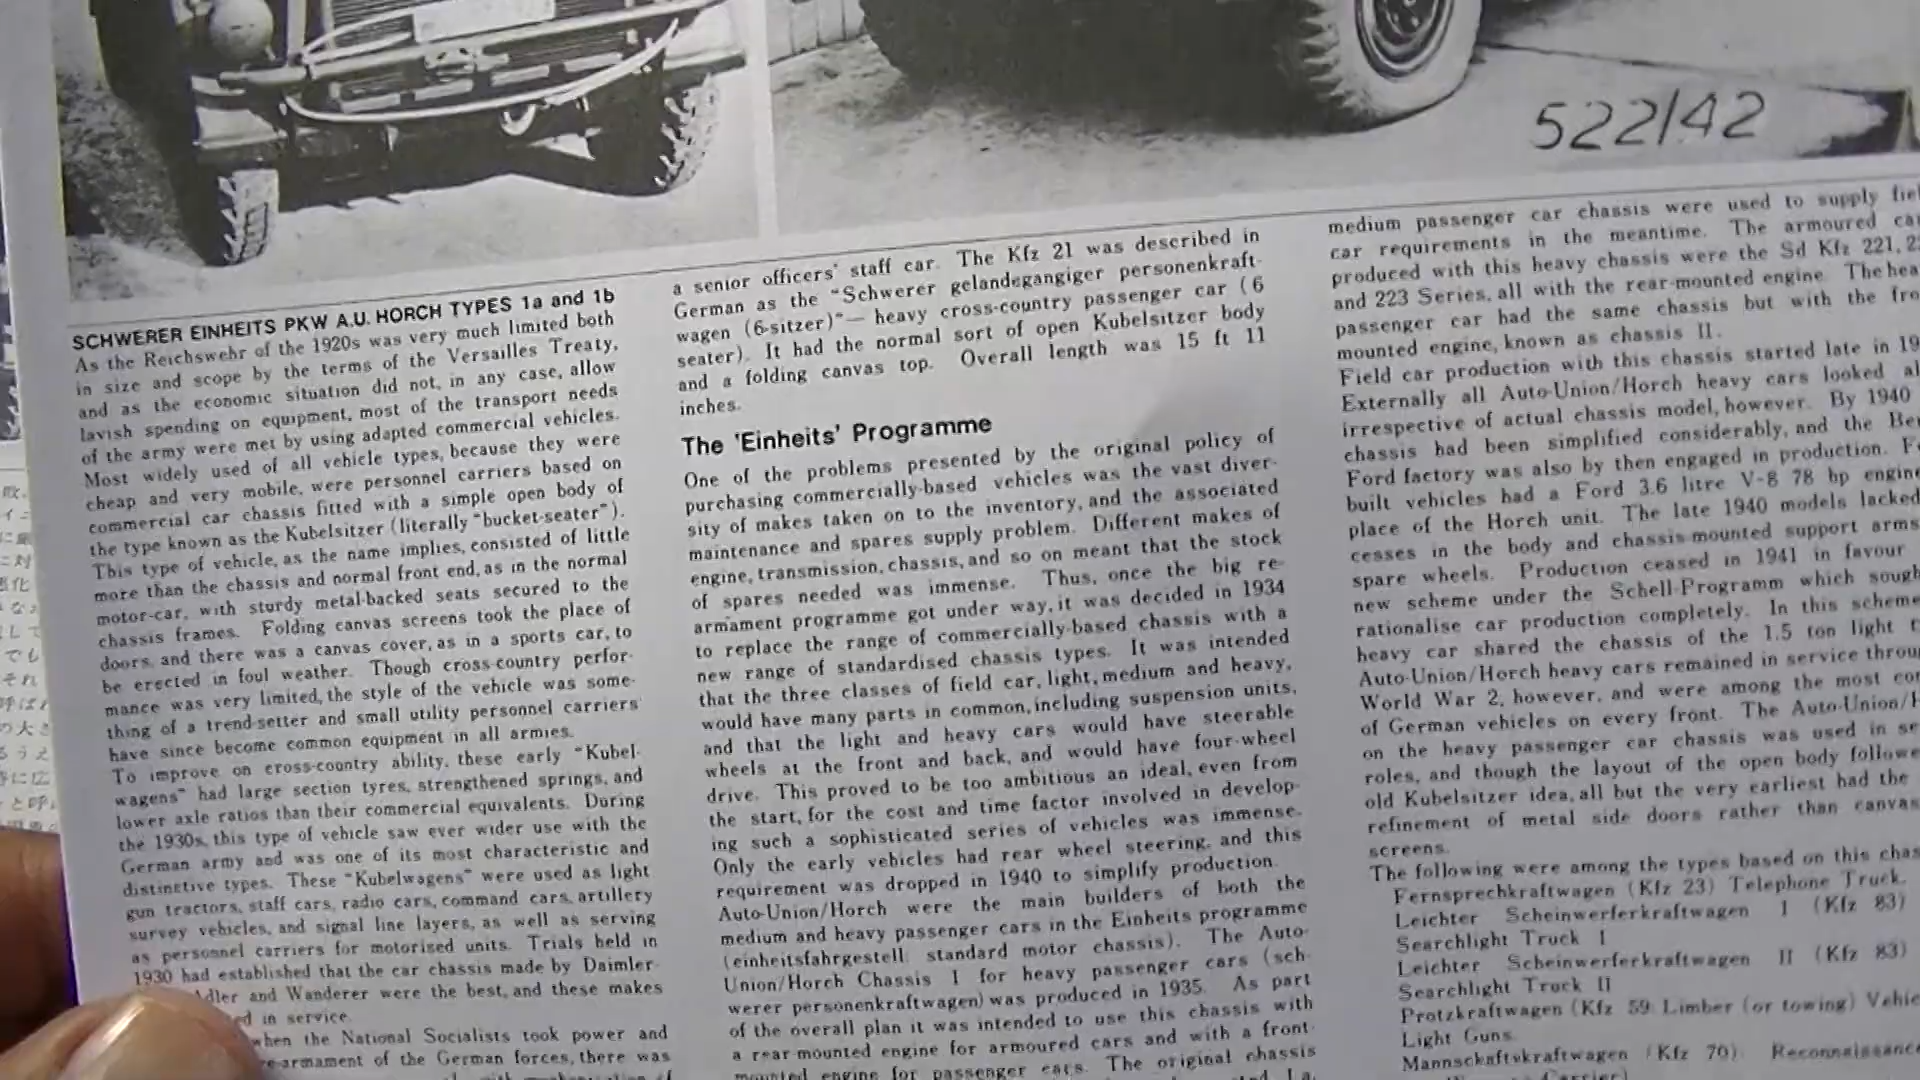 522/42
SCHWERER EINHEITS PKW A.U. HORCH TYPES 1a and 1b
As the Reichswehr of the 1920s was very much limited both
in size and scope by the terms of the Versailles Treaty,
and as the economic situation did not, in any case, allow
lavish spending on equipment, most of the transport needs
of the army were met by using adapted commercial vehicles.
Most widely used of all vehicle types, because they were
cheap and very mobile, were personnel carriers based on
commercial car chassis fitted with a simple open body of
the type known as the Kubelsitzer (literally "bucket-seater").
This type of vehicle, as the name implies, consisted of little
more than the chassis and normal front end, as in the normal
motor-car, with sturdy metal-backed seats secured to the
chassis frames. Folding canvas screens took the place of
doors, and there was a canvas cover, as in a sports car, to
be erected in foul weather. Though cross-country perfor-
mance was very limited, the style of the vehicle was some-
thing of a trend-setter and small utility personnel carriers
have since become common equipment in all armies.
To improve on cross-country ability, these early "Kubel-
wagens" had large section tyres, strengthened springs, and
lower axle ratios than their commercial equivalents. During
the 1930s, this type of vehicle saw ever wider use with the
German army and was one of its most characteristic and
distinctive types. These "Kubelwagens" were used as light
gun tractors, staff cars, radio cars, command cars, artillery
survey vehicles, and signal line layers, as well as serving
as personnel carriers for motorised units. Trials held in
1930 had established that the car chassis made by Daimler-
Adler and Wanderer were the best, and these makes
in service.
when the National Socialists took power and
re-armament of the German forces, there was
a senior officers' staff car. The Kfz 21 was described in
German as the "Schwerer gelandegangiger personenkraft-
wagen (6-sitzer)" — heavy cross-country passenger car (6
seater). It had the normal sort of open Kubelsitzer body
and a folding canvas top. Overall length was 15 ft 11
inches.
The 'Einheits' Programme
One of the problems presented by the original policy of
purchasing commercially-based vehicles was the vast diver-
sity of makes taken on to the inventory, and the associated
maintenance and spares supply problem. Different makes of
engine, transmission, chassis, and so on meant that the stock
of spares needed was immense. Thus, once the big re-
armament programme got under way, it was decided in 1934
to replace the range of commercially-based chassis with a
new range of standardised chassis types. It was intended
that the three classes of field car, light, medium and heavy,
would have many parts in common, including suspension units,
and that the light and heavy cars would have steerable
wheels at the front and back, and would have four-wheel
drive. This proved to be too ambitious an ideal, even from
the start, for the cost and time factor involved in develop-
ing such a sophisticated series of vehicles was immense.
Only the early vehicles had rear wheel steering, and this
requirement was dropped in 1940 to simplify production.
Auto-Union/Horch were the main builders of both the
medium and heavy passenger cars in the Einheits programme
(einheitsfahrgestell: standard motor chassis). The Auto-
Union/Horch Chassis I for heavy passenger cars (sch-
werer personenkraftwagen) was produced in 1935. As part
of the overall plan it was intended to use this chassis with
a rear-mounted engine for armoured cars and with a front-
mounted engine for passenger cars. The original chassis
medium passenger car chassis were used to supply
car requirements in the meantime. The armoured
produced with this heavy chassis were the Sd Kfz 221,
and 223 Series, all with the rear-mounted engine. The
passenger car had the same chassis but with the
mounted engine, known as chassis II.
Field car production with this chassis started late in
Externally all Auto-Union/Horch heavy cars looked
irrespective of actual chassis model, however. By 1940
chassis had been simplified considerably, and the
Ford factory was also by then engaged in production.
built vehicles had a Ford 3.6 litre V-8 78 bhp
place of the Horch unit. The late 1940 models lacked
cesses in the body and chassis-mounted support arms
spare wheels. Production ceased in 1941 in favour
new scheme under the Schell-Programm which
rationalise car production completely. In this scheme
heavy car shared the chassis of the 1.5 ton light
Auto-Union/Horch heavy cars remained in service
World War 2, however, and were among the most
of German vehicles on every front. The Auto-Union/
on the heavy passenger car chassis was used in
roles, and though the layout of the open body
old Kubelsitzer idea, all but the very earliest had the
refinement of metal side doors rather than canvas
screens.
The following were among the types based on this
Fernsprechkraftwagen (Kfz 23) Telephone Truck.
Leichter Scheinwerferkraftwagen I (Kfz 83)
Searchlight Truck I
Leichter Scheinwerferkraftwagen II (Kfz 83)
Searchlight Truck II
Protzkraftwagen (Kfz 59: Limber (or towing)
Light Guns.
Mannschaftskraftwagen (Kfz 70):